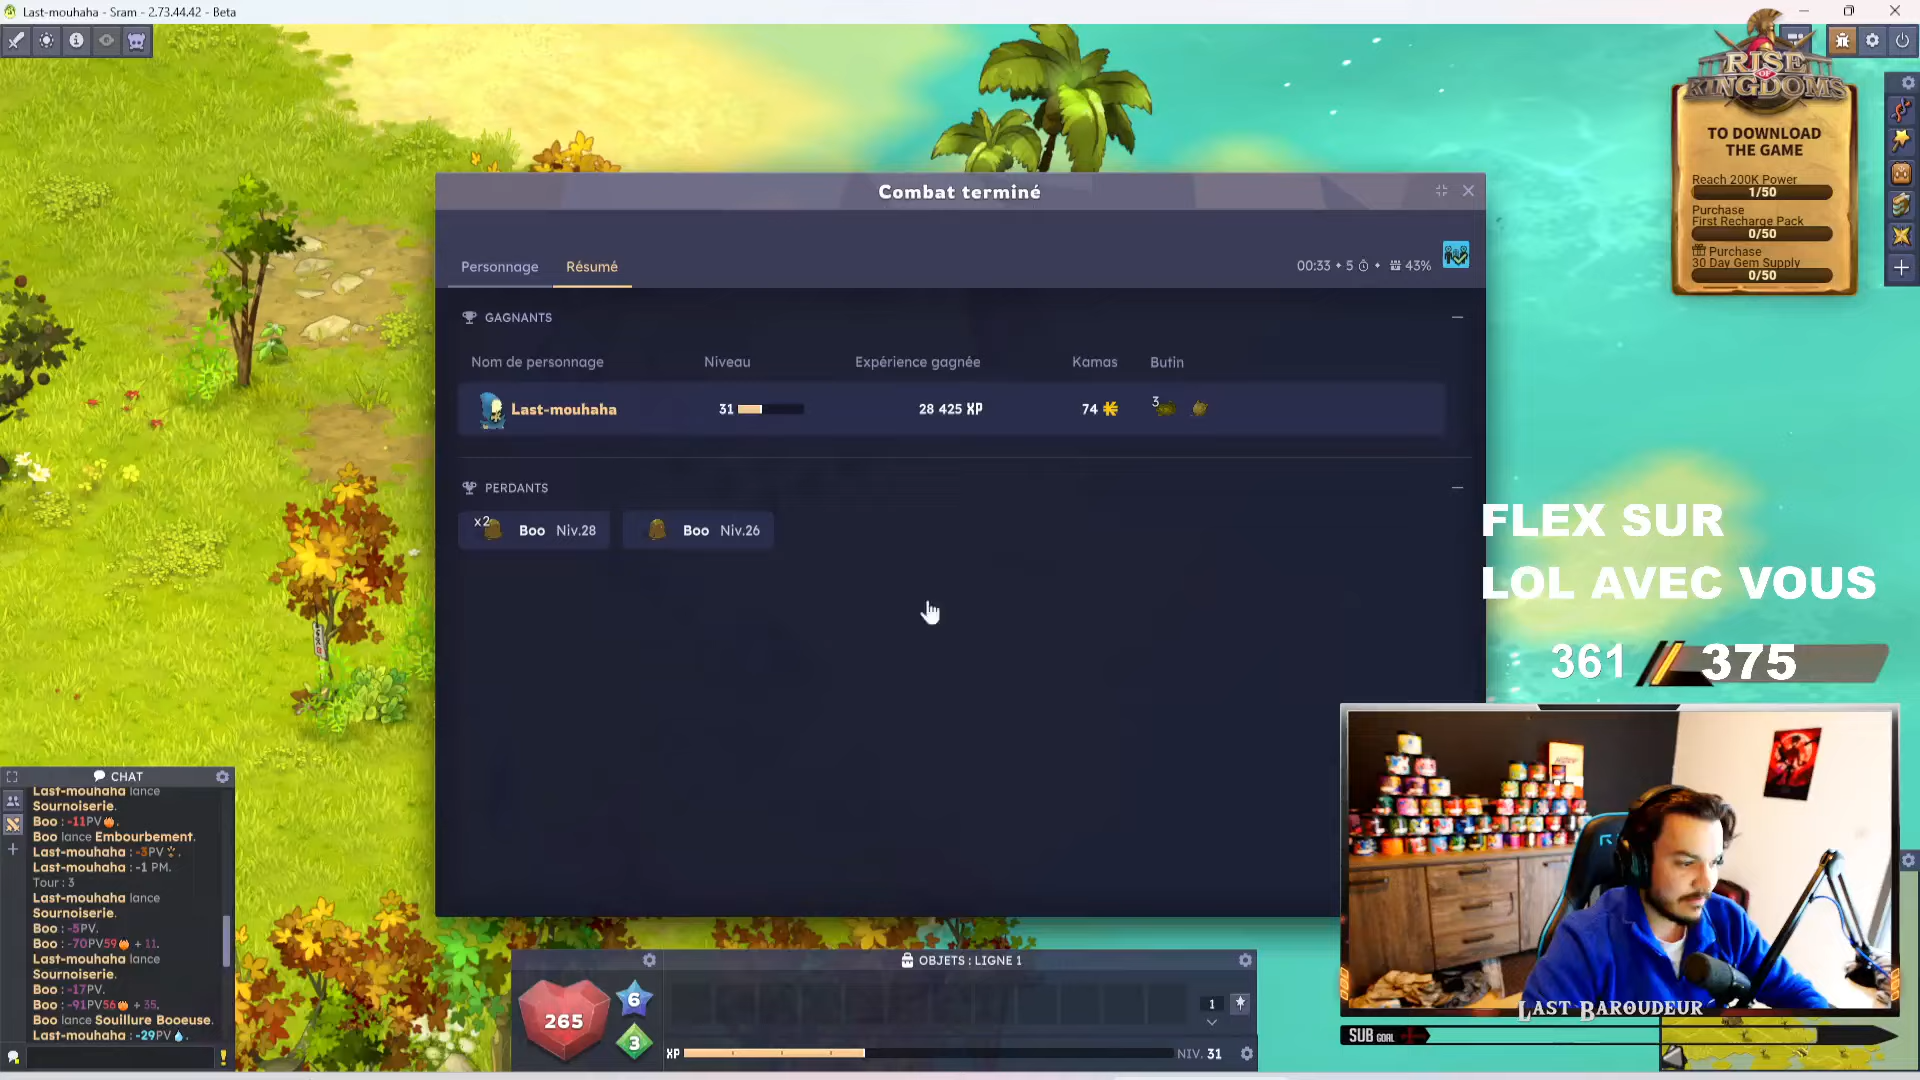 Last-mouhaha - Sram - 2.73.44.42 - Beta
RISE
OF
KINGDOMS
TO DOWNLOAD
THE GAME
Reach 200K Power
1/50
Purchase
First Recharge Pack
0/50
Purchase
30 Day Gem Supply
0/50
Combat terminé
Personnage
Résumé
00:33 • 5 • 43%
GAGNANTS
Nom de personnage
Niveau
Expérience gagnée
Kamas
Butin
Last-mouhaha
31
28 425 XP
74
3
PERDANTS
x2 Boo Niv.28
Boo Niv.26
FLEX SUR
LOL AVEC VOUS
361
375
CHAT
Last-mouhaha lance
Sournoiserie.
Boo : -11PV.
Boo lance Embourbement.
Last-mouhaha : -3PV.
Last-mouhaha : -1 PM.
Tour : 3
Last-mouhaha lance
Sournoiserie.
Boo : -5PV.
Boo : -70PV59 + 11.
Last-mouhaha lance
Sournoiserie.
Boo : -17PV.
Boo : -91PV56 + 35.
Boo lance Souillure Booeuse.
Last-mouhaha : -29PV.
OBJETS : LIGNE 1
265
6
3
1
XP
NIV. 31
LAST BAROUDEUR
SUB GOAL